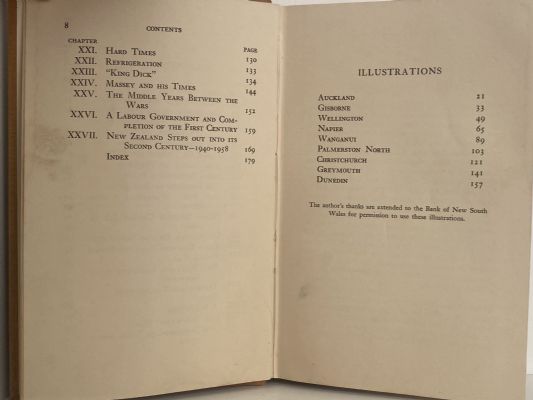 8 CONTENTS
CHAPTER PAGE
XXI. HARD TIMES 130
XXII. REFRIGERATION 133
XXIII. "KING DICK" 134
XXIV. MASSEY AND HIS TIMES 144
XXV. THE MIDDLE YEARS BETWEEN THE
WARS 152
XXVI. A LABOUR GOVERNMENT AND COM-
PLETION OF THE FIRST CENTURY 159
XXVII. NEW ZEALAND STEPS OUT INTO ITS
SECOND CENTURY—1940-1958 169
INDEX 179
ILLUSTRATIONS
AUCKLAND 21
GISBORNE 33
WELLINGTON 49
NAPIER 65
WANGANUI 89
PALMERSTON NORTH 103
CHRISTCHURCH 121
GREYMOUTH 141
DUNEDIN 157
The author's thanks are extended to the Bank of New South
Wales for permission to use these illustrations.